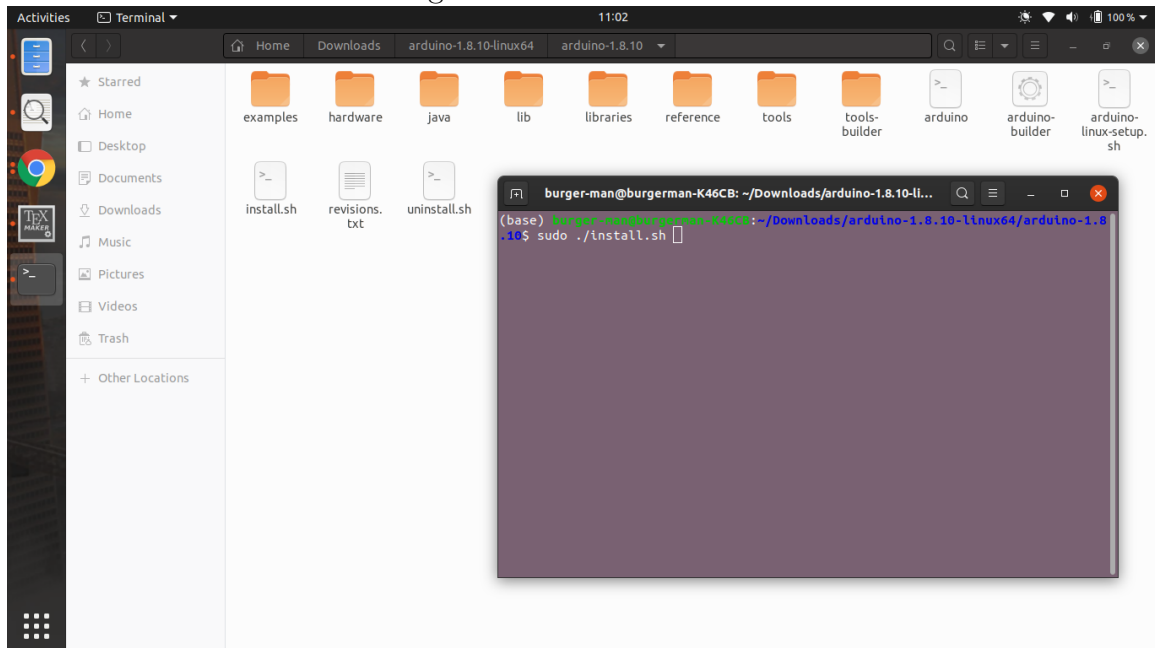 Activities
Terminal
11:02
100 %
Home Downloads arduino-1.8.10-linux64 arduino-1.8.10
Starred
Home
Desktop
Documents
Downloads
Music
Pictures
Videos
Trash
+ Other Locations
examples
hardware
java
lib
libraries
reference
tools
tools-
builder
arduino
arduino-
builder
arduino-
linux-setup.
sh
install.sh
revisions.
txt
uninstall.sh
TEX
MAKER
burger-man@burgerman-K46CB: ~/Downloads/arduino-1.8.10-li...
(base) burger-man@burgerman-K46CB:~/Downloads/arduino-1.8.10-linux64/arduino-1.8
.10$ sudo ./install.sh